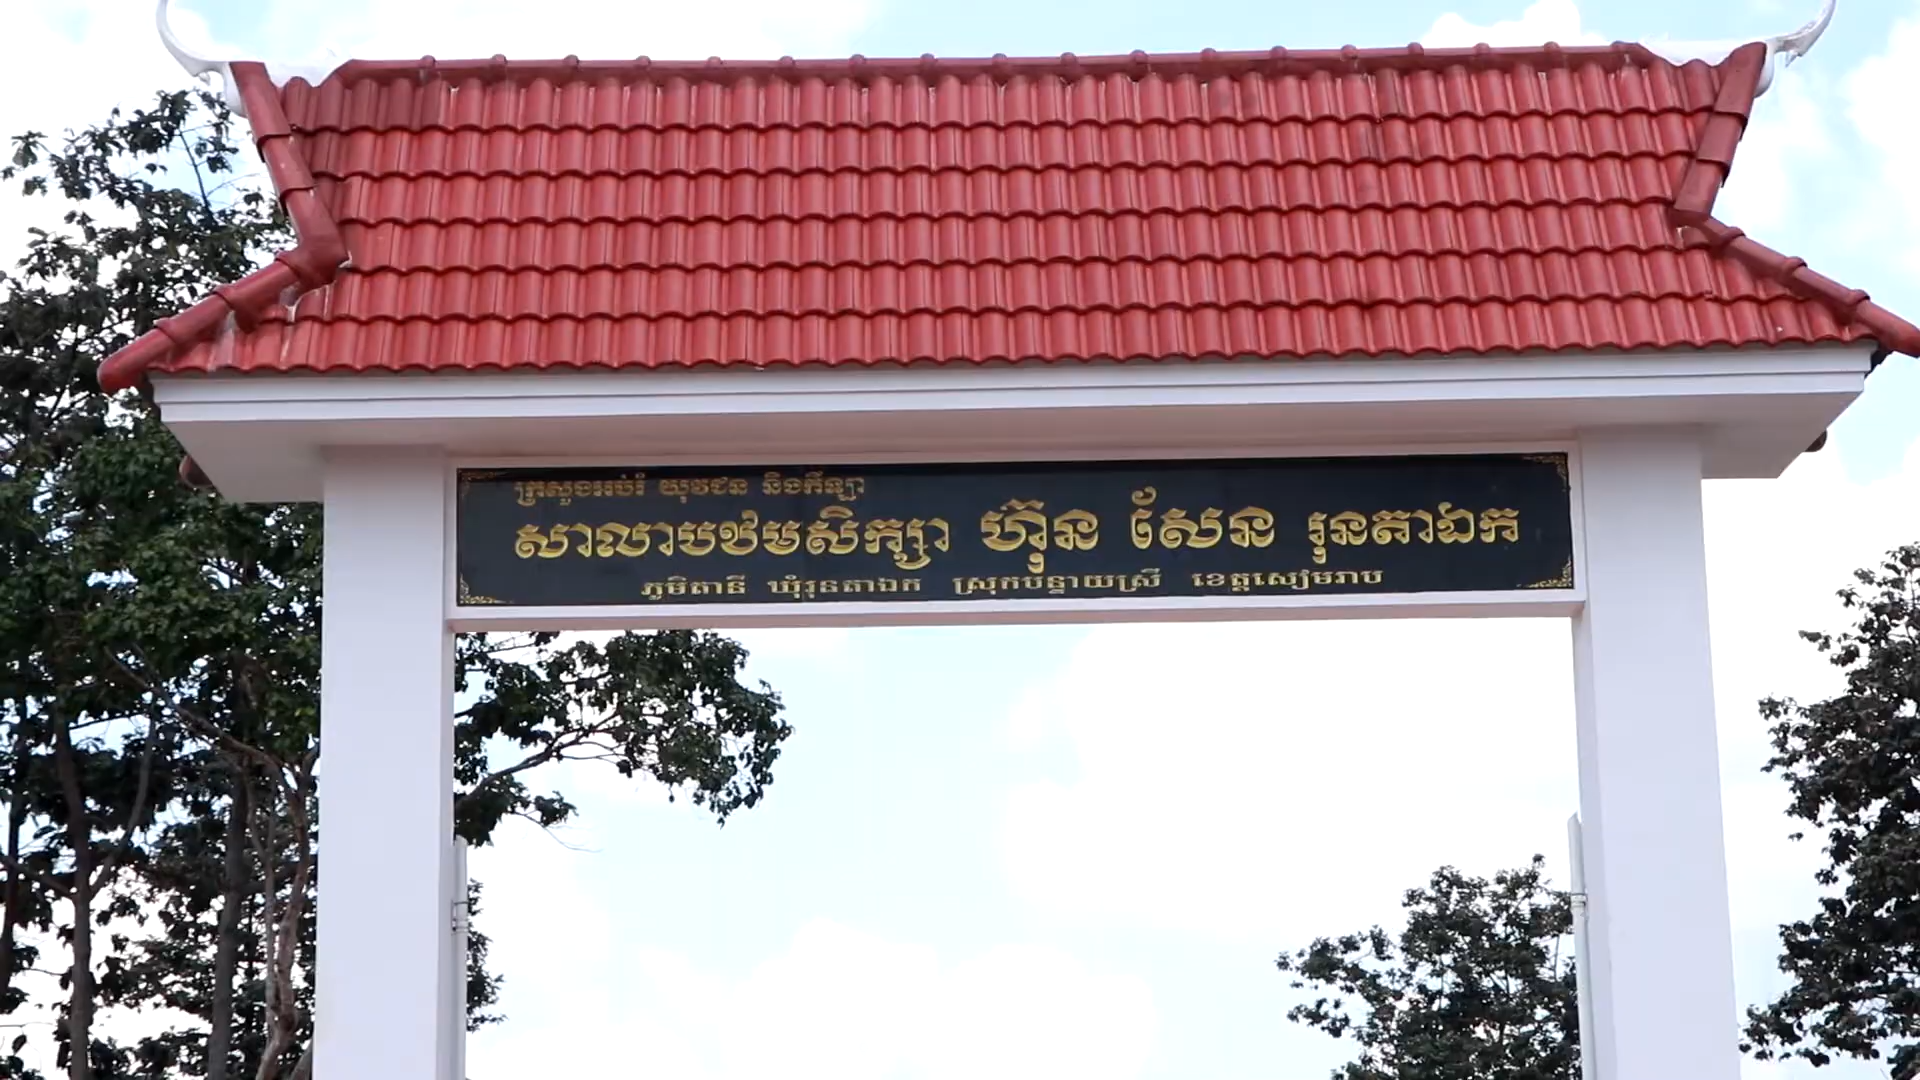 ក្រសួងអប់រំ យុវជន និងកីឡា
សាលាបឋមសិក្សា ហ៊ុន សែន រុនតាឯក
ភូមិតានី ឃុំរុនតាឯក ស្រុកបន្ទាយស្រី ខេត្តសៀមរាប